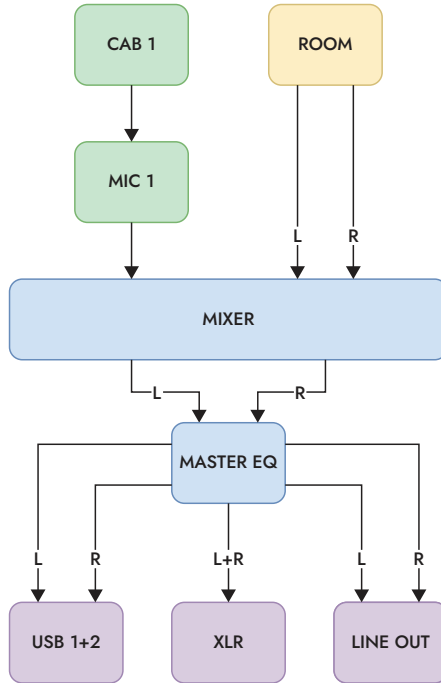 CAB 1
ROOM
MIC 1
L
R
MIXER
L
R
MASTER EQ
L
R
L+R
L
R
USB 1+2
XLR
LINE OUT